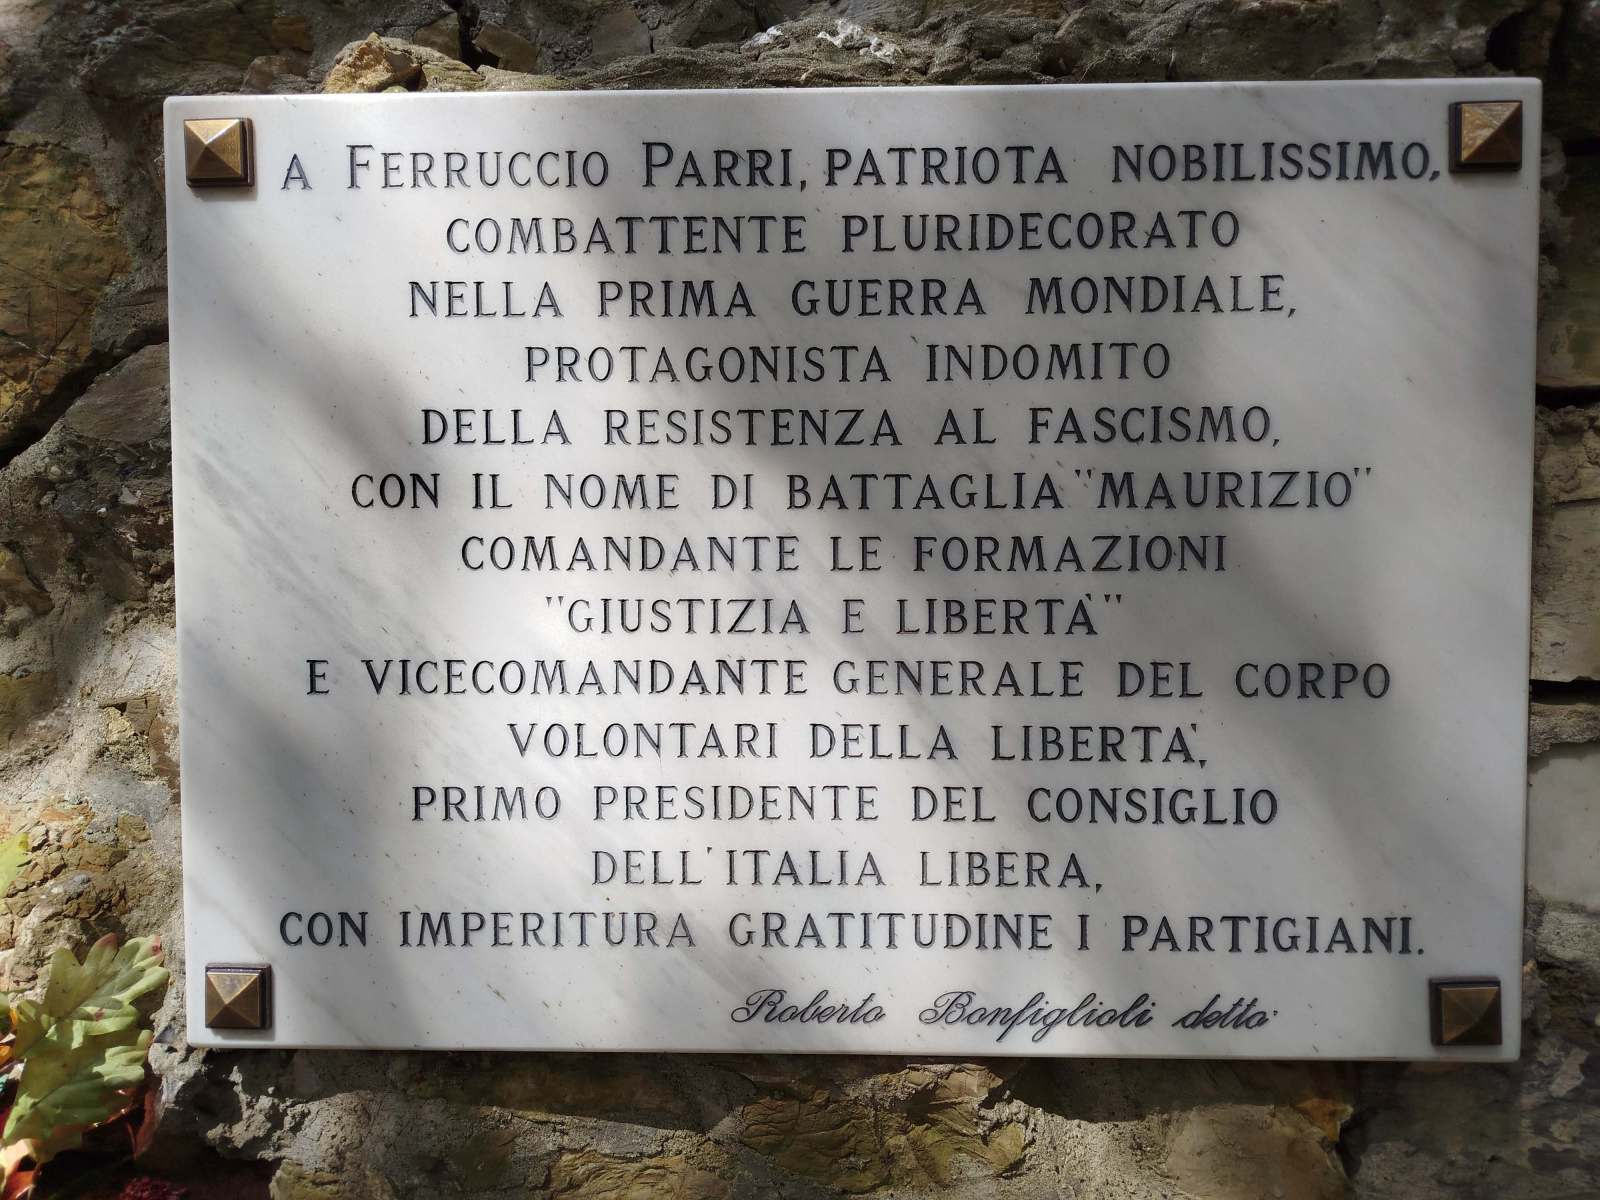 A FERRUCCIO PARRI, PATRIOTA NOBILISSIMO,
COMBATTENTE PLURIDECORATO
NELLA PRIMA GUERRA MONDIALE,
PROTAGONISTA INDOMITO
DELLA RESISTENZA AL FASCISMO,
CON IL NOME DI BATTAGLIA "MAURIZIO"
COMANDANTE LE FORMAZIONI
"GIUSTIZIA E LIBERTÀ"
E VICECOMANDANTE GENERALE DEL CORPO
VOLONTARI DELLA LIBERTÀ,
PRIMO PRESIDENTE DEL CONSIGLIO
DELL'ITALIA LIBERA,
CON IMPERITURA GRATITUDINE I PARTIGIANI.
Roberto Bonfiglioli dettò